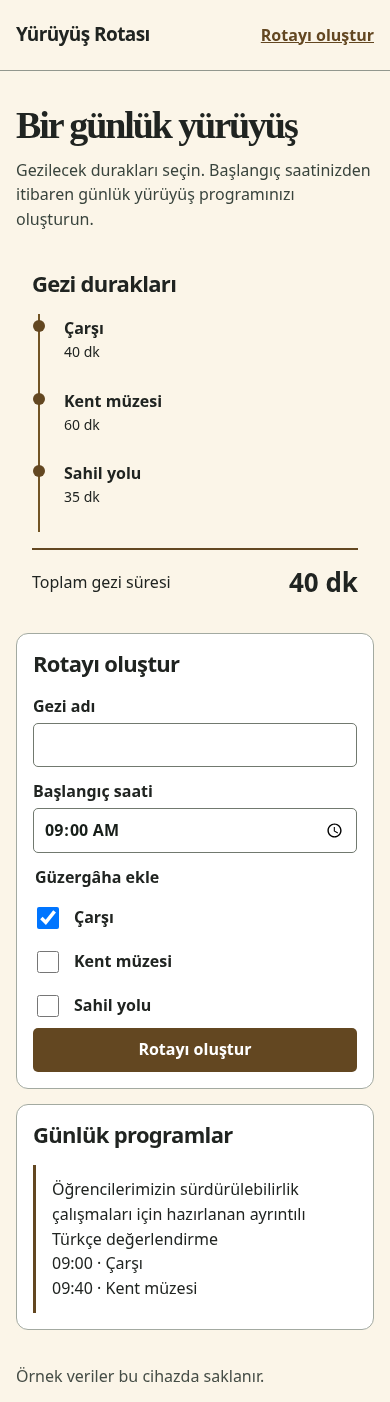 Yürüyüş Rotası
Rotayı oluştur
Bir günlük yürüyüş
Gezilecek durakları seçin. Başlangıç saatinizden
itibaren günlük yürüyüş programınızı
oluşturun.
Gezi durakları
Çarşı
40 dk
Kent müzesi
60 dk
Sahil yolu
35 dk
Toplam gezi süresi
40 dk
Rotayı oluştur
Gezi adı
Başlangıç saati
09:00 AM
Güzergâha ekle
Çarşı
Kent müzesi
Sahil yolu
Rotayı oluştur
Günlük programlar
Öğrencilerimizin sürdürülebilirlik
çalışmaları için hazırlanan ayrıntılı
Türkçe değerlendirme
09:00 · Çarşı
09:40 · Kent müzesi
Örnek veriler bu cihazda saklanır.